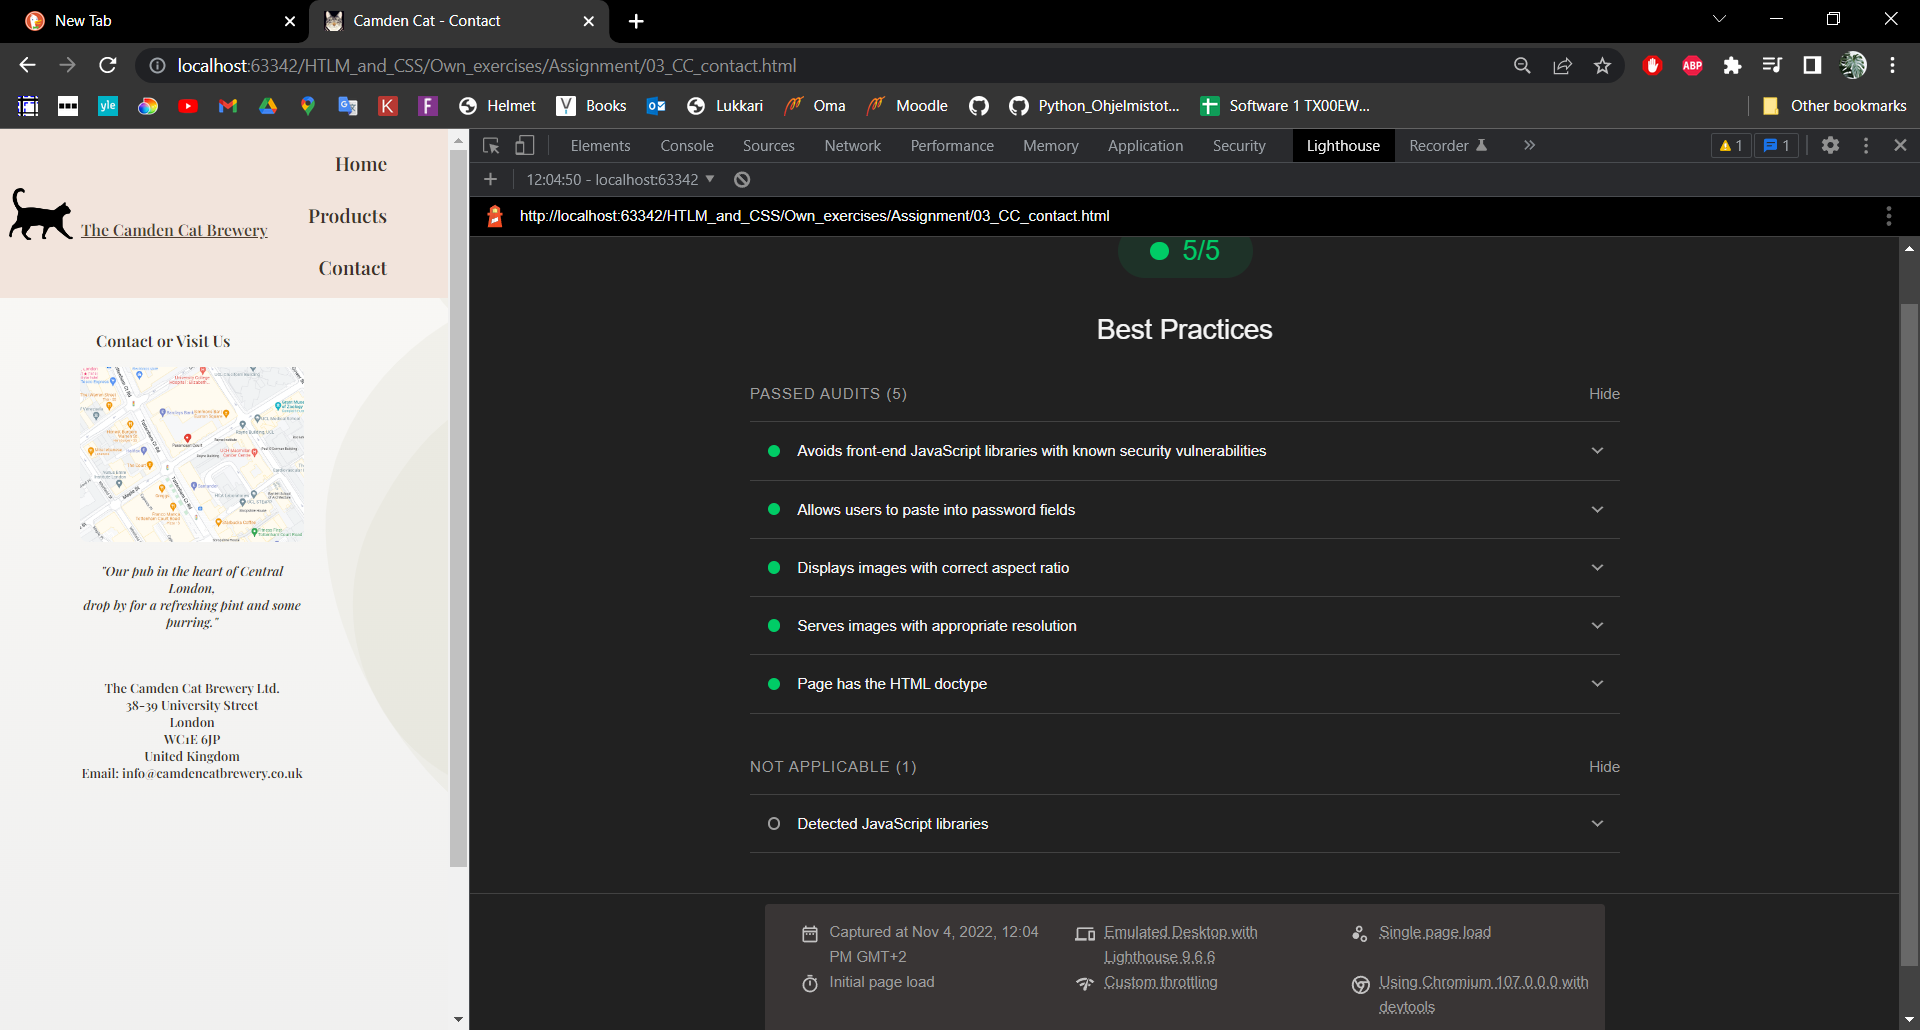 New Tab
Camden Cat - Contact
localhost:63342/HTLM_and_CSS/Own_exercises/Assignment/03_CC_contact.html
ABP
yle
K
F
Helmet
Books
Lukkari
Oma
Moodle
Python_Ohjelmistot...
Software 1 TX00EW...
Other bookmarks
Home
Products
Contact
The Camden Cat Brewery
Contact or Visit Us
"Our pub in the heart of Central
London,
drop by for a refreshing pint and some
purring."
The Camden Cat Brewery Ltd.
38-39 University Street
London
WC1E 6JP
United Kingdom
Email: info@camdencatbrewery.co.uk
Elements
Console
Sources
Network
Performance
Memory
Application
Security
Lighthouse
Recorder
1
1
12:04:50 - localhost:63342
http://localhost:63342/HTLM_and_CSS/Own_exercises/Assignment/03_CC_contact.html
5/5
Best Practices
PASSED AUDITS (5)
Hide
Avoids front-end JavaScript libraries with known security vulnerabilities
Allows users to paste into password fields
Displays images with correct aspect ratio
Serves images with appropriate resolution
Page has the HTML doctype
NOT APPLICABLE (1)
Hide
Detected JavaScript libraries
Captured at Nov 4, 2022, 12:04
PM GMT+2
Emulated Desktop with
Lighthouse 9.6.6
Single page load
Initial page load
Custom throttling
Using Chromium 107.0.0.0 with
devtools